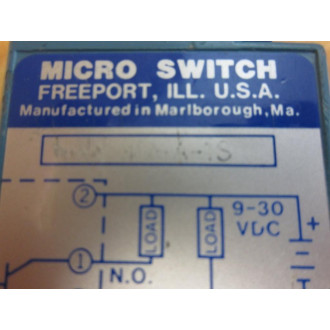 MICRO SWITCH
FREEPORT, ILL. U.S.A.
Manufactured in Marlborough, Ma.
2
LOAD
LOAD
9-30
VDC
+
1
N.O.